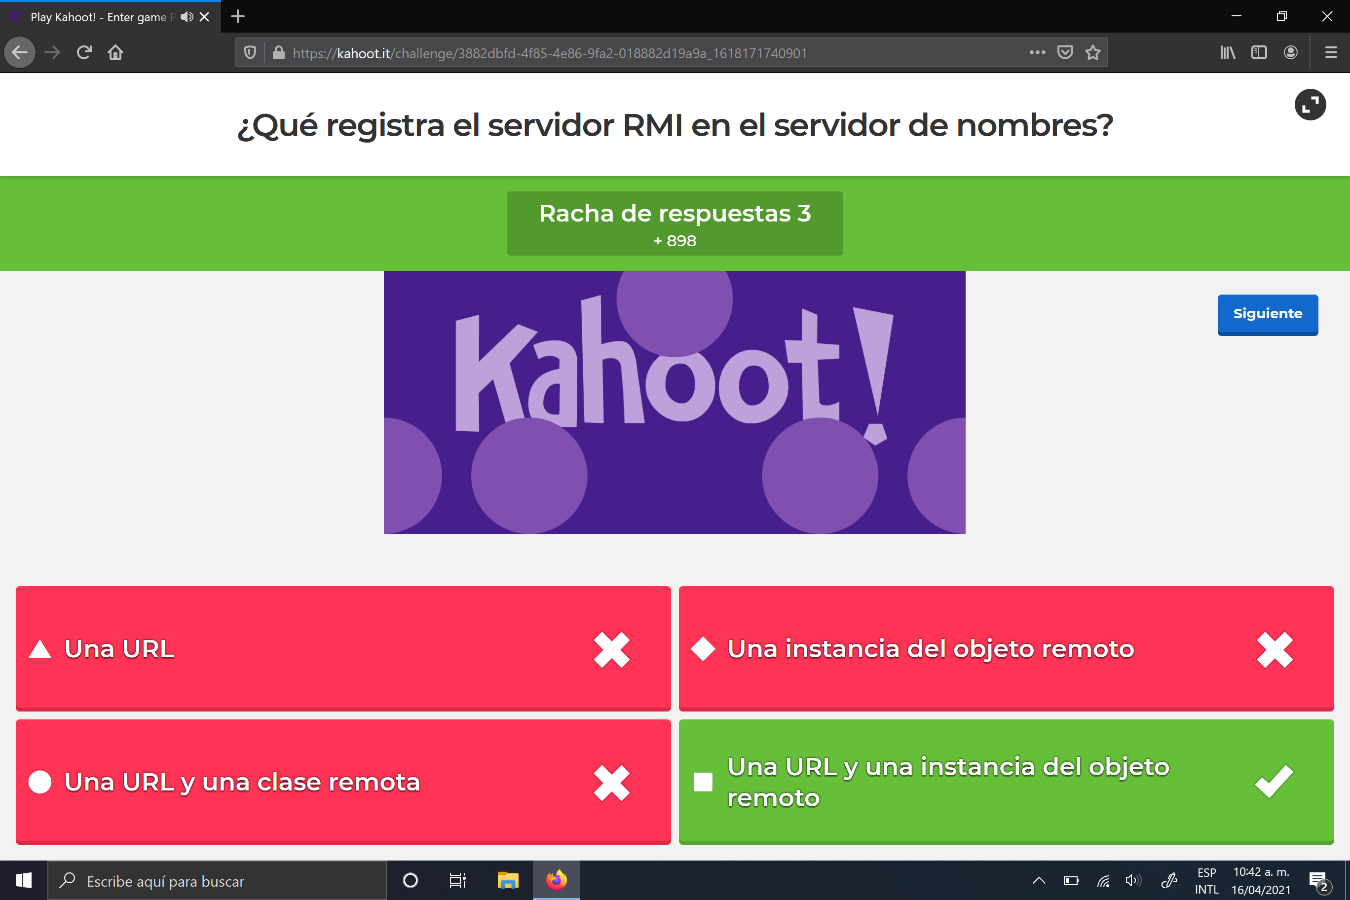 Play Kahoot! - Enter game P
https://kahoot.it/challenge/3882dbfd-4f85-4e86-9fa2-018882d19a9a_1618171740901
¿Qué registra el servidor RMI en el servidor de nombres?
Racha de respuestas 3
+ 898
Siguiente
Kahoot!
Una URL
Una instancia del objeto remoto
Una URL y una clase remota
Una URL y una instancia del objeto
remoto
Escribe aquí para buscar
ESP
INTL
10:42 a. m.
16/04/2021
2